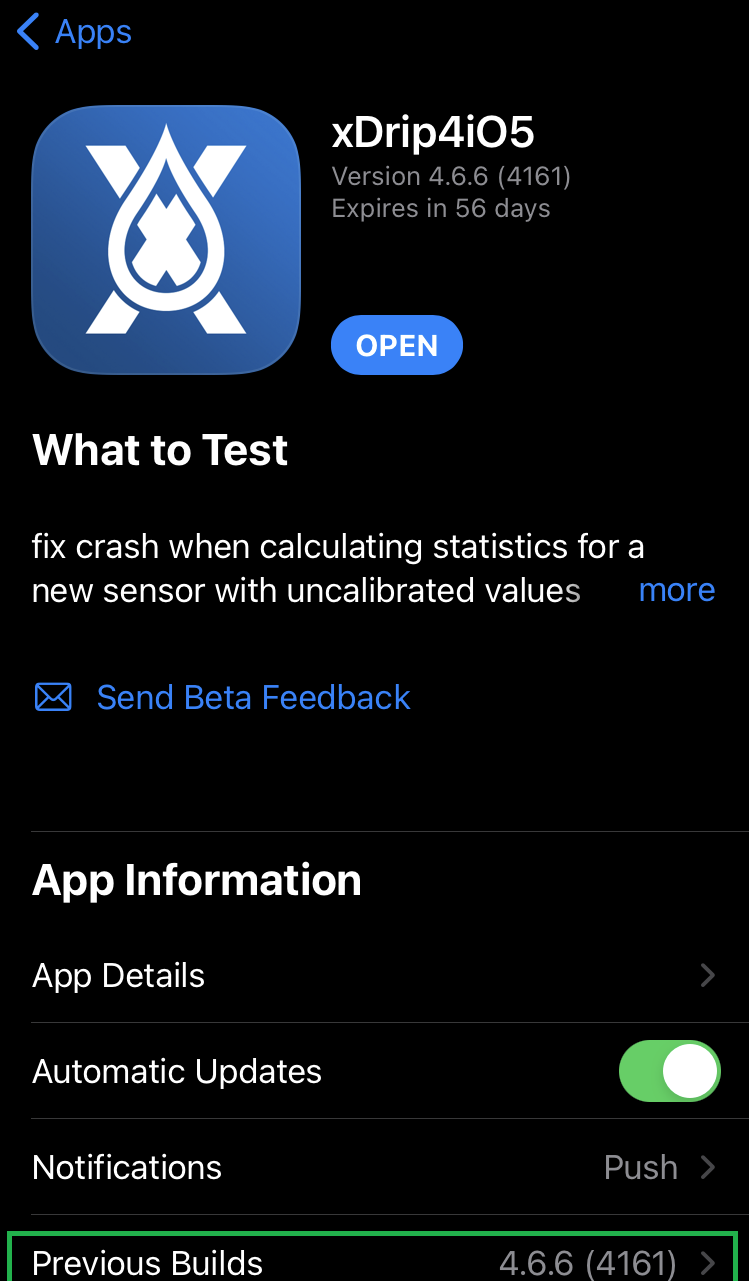 Apps
xDrip4iO5
Version 4.6.6 (4161)
Expires in 56 days
OPEN
What to Test
fix crash when calculating statistics for a
new sensor with uncalibrated values more
Send Beta Feedback
App Information
App Details
Automatic Updates
Notifications Push
Previous Builds 4.6.6 (4161)